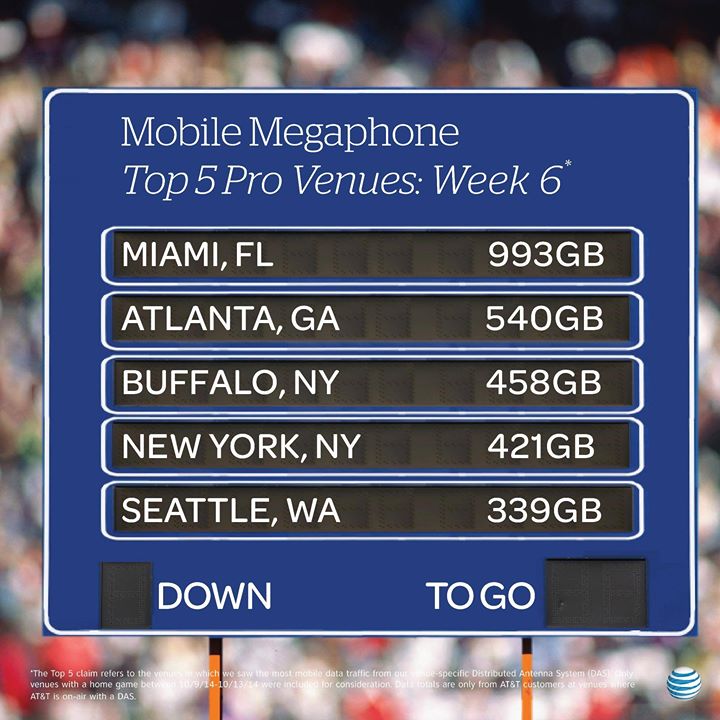 Mobile Megaphone
Top 5 Pro Venues: Week 6*
MIAMI, FL 993GB
ATLANTA, GA 540GB
BUFFALO, NY 458GB
NEW YORK, NY 421GB
SEATTLE, WA 339GB
DOWN TO GO
*The Top 5 claim refers to the venues in which we saw the most mobile data traffic from our venue-specific Distributed Antenna System (DAS). Only
venues with a home game between 10/9/14-10/13/14 were included for consideration. Data totals are only from AT&T customers at venues where
AT&T is on-air with a DAS.